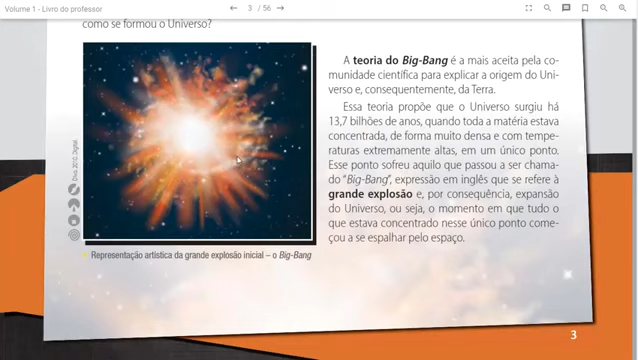 Volume 1 - Livro do professor
3 / 56
como se formou o Universo?
A teoria do Big-Bang é a mais aceita pela co-
munidade científica para explicar a origem do Uni-
verso e, consequentemente, da Terra.
Essa teoria propõe que o Universo surgiu há
13,7 bilhões de anos, quando toda a matéria estava
concentrada, de forma muito densa e com tempe-
raturas extremamente altas, em um único ponto.
Esse ponto sofreu aquilo que passou a ser chama-
do “Big-Bang”, expressão em inglês que se refere à
grande explosão e, por consequência, expansão
do Universo, ou seja, o momento em que tudo o
que estava concentrado nesse único ponto come-
çou a se espalhar pelo espaço.
Divo. 2010. Digital.
Representação artística da grande explosão inicial – o Big-Bang
3